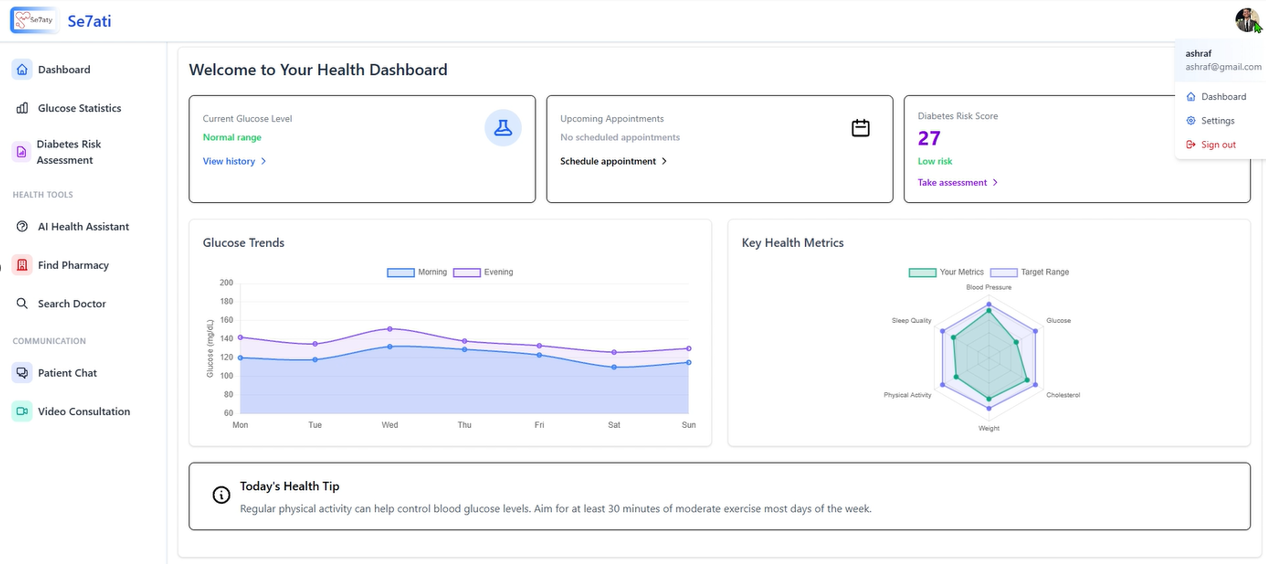 Se7aty
Se7ati
ashraf
ashraf@gmail.com
Dashboard
Settings
Sign out
Dashboard
Glucose Statistics
Diabetes Risk
Assessment
HEALTH TOOLS
AI Health Assistant
Find Pharmacy
Search Doctor
COMMUNICATION
Patient Chat
Video Consultation
Welcome to Your Health Dashboard
Current Glucose Level
Normal range
View history
Upcoming Appointments
No scheduled appointments
Schedule appointment
Diabetes Risk Score
27
Low risk
Take assessment
Glucose Trends
Morning Evening
Glucose (mg/dL)
200
180
160
140
120
100
80
60
Mon Tue Wed Thu Fri Sat Sun
Key Health Metrics
Your Metrics Target Range
Blood Pressure
Sleep Quality Glucose
Physical Activity Cholesterol
Weight
Today's Health Tip
Regular physical activity can help control blood glucose levels. Aim for at least 30 minutes of moderate exercise most days of the week.